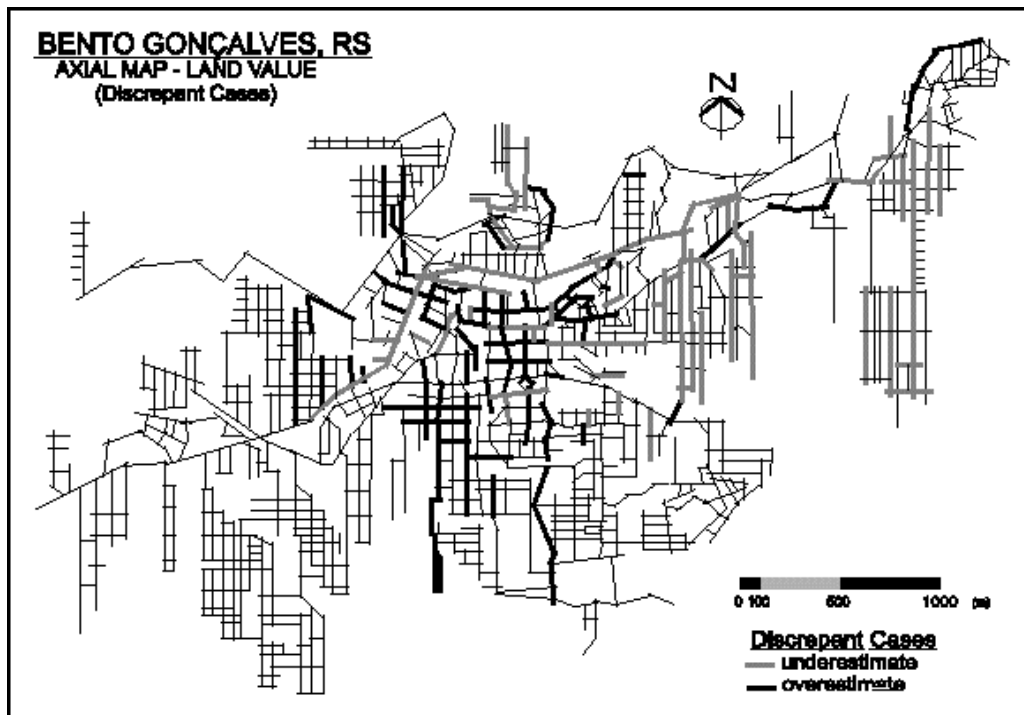 BENTO GONÇALVES, RS
AXIAL MAP - LAND VALUE
(Discrepant Cases)
N
0 100 500 1000 (m)
Discrepant Cases
underestimate
overestimate